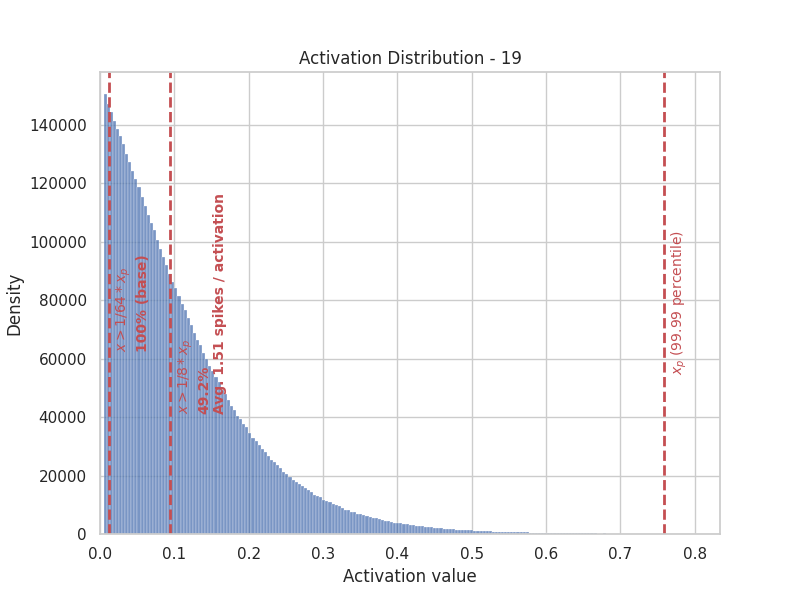 Activation Distribution - 19
Density
140000
120000
100000
80000
60000
40000
20000
0
x > 1/64 * x_p
100% (base)
x > 1/8 * x_p
49.2%
Avg. 1.51 spikes / activation
x_p (99.99 percentile)
0.0 0.1 0.2 0.3 0.4 0.5 0.6 0.7 0.8
Activation value